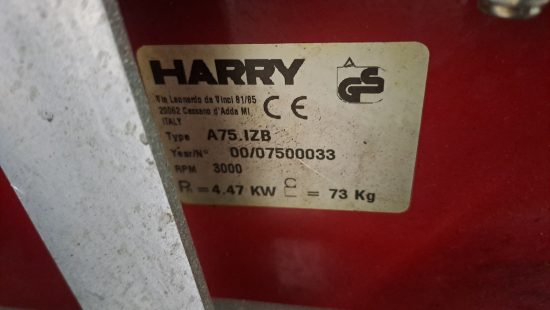 HARRY
Via Leonardo da Vinci 81/85
20062 Cassano d'Adda MI
ITALY
CE
GS
Type A75.IZB
Year/N° 00/07500033
RPM 3000
= 4.47 KW = 73 Kg